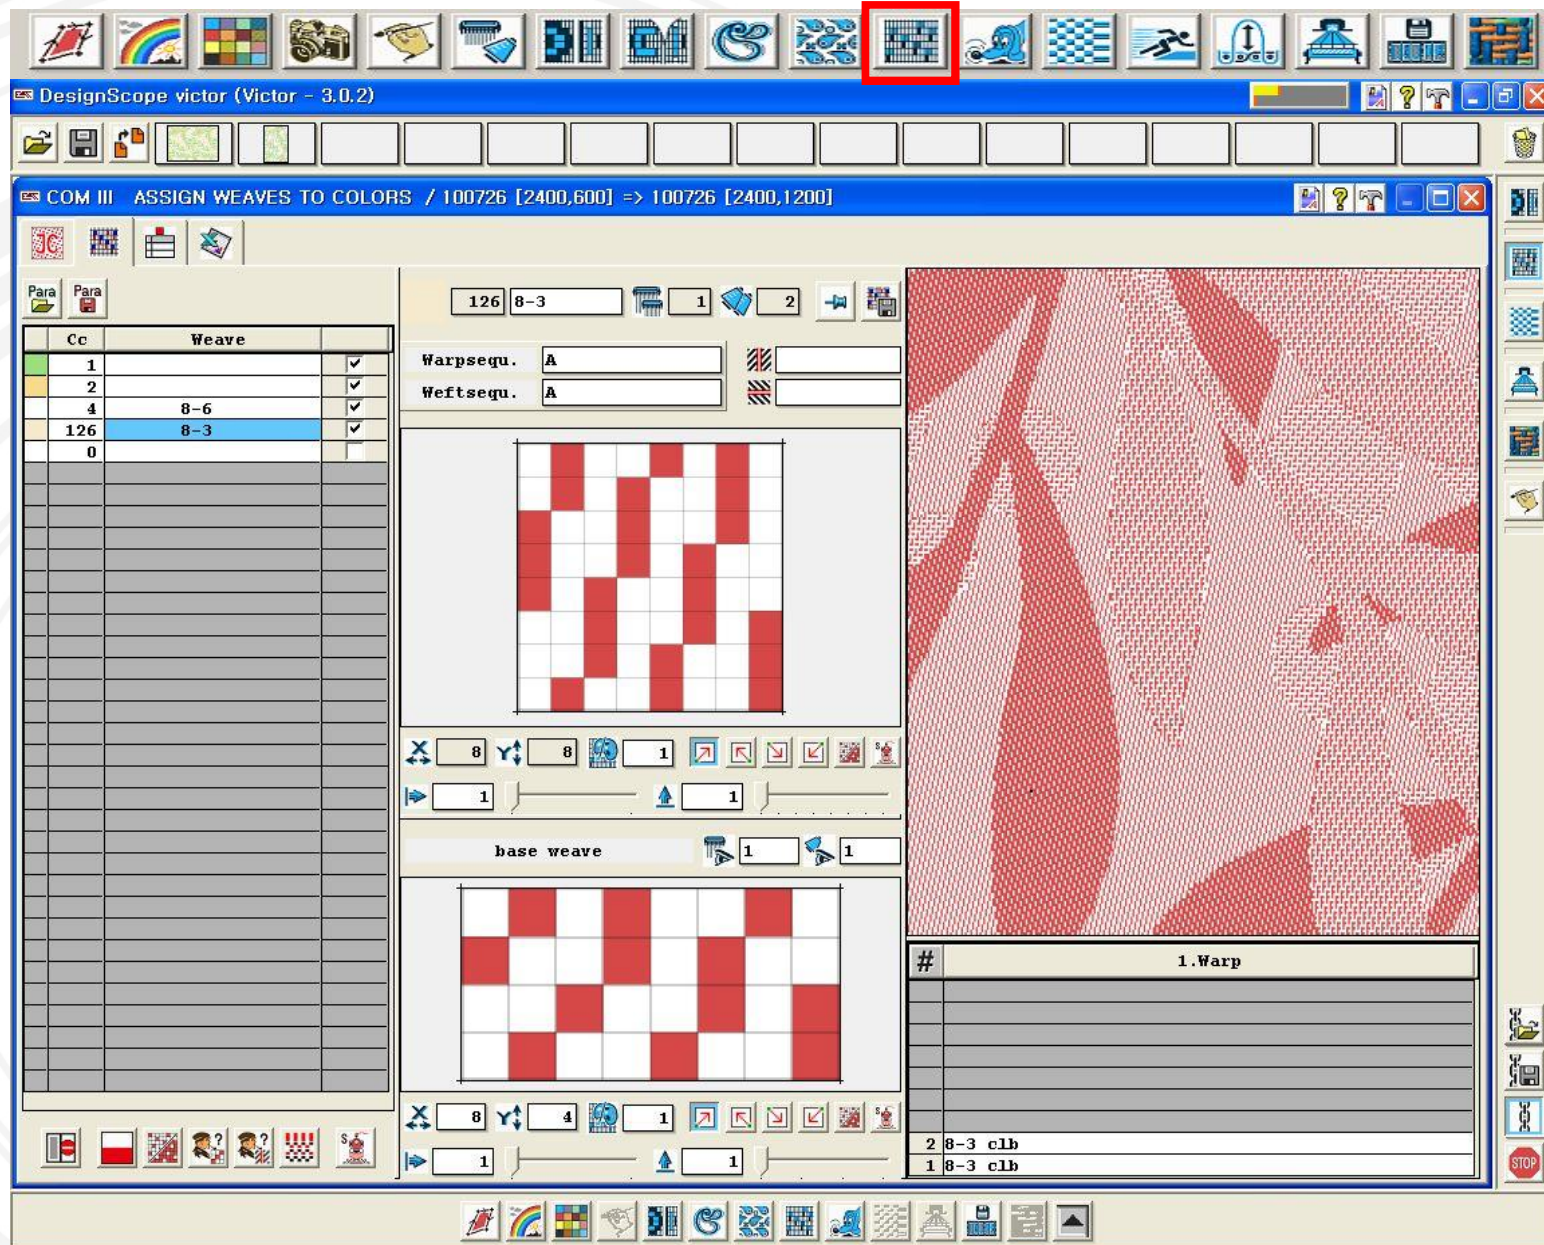 DesignScope victor (Victor - 3.0.2)
COM III ASSIGN WEAVES TO COLORS / 100726 [2400,600] => 100726 [2400,1200]
Para Para
Cc Weave
1
2
4 8-6
126 8-3
0
126 8-3 1 2
Warpsequ. A
Weftsequ. A
8 8 1
1 1
base weave 1 1
8 4 1
1 1
# 1.Warp
2 8-3 clb
1 8-3 clb
STOP